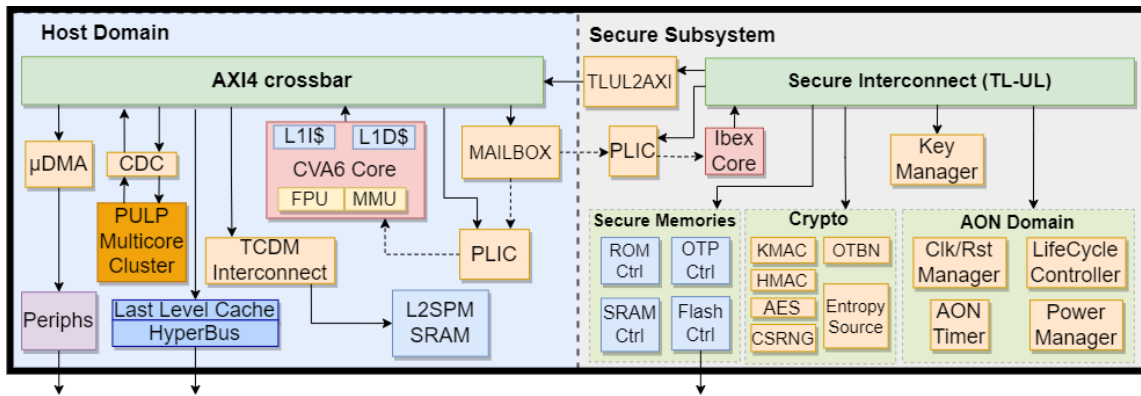 Host Domain
Secure Subsystem
AXI4 crossbar
TLUL2AXI
Secure Interconnect (TL-UL)
µDMA
CDC
L1I$
L1D$
CVA6 Core
FPU
MMU
MAILBOX
PLIC
Ibex
Core
Key
Manager
PULP
Multicore
Cluster
TCDM
Interconnect
PLIC
Periphs
Last Level Cache
HyperBus
L2SPM
SRAM
Secure Memories
ROM
Ctrl
OTP
Ctrl
SRAM
Ctrl
Flash
Ctrl
Crypto
KMAC
OTBN
HMAC
AES
CSRNG
Entropy
Source
AON Domain
Clk/Rst
Manager
LifeCycle
Controller
AON
Timer
Power
Manager